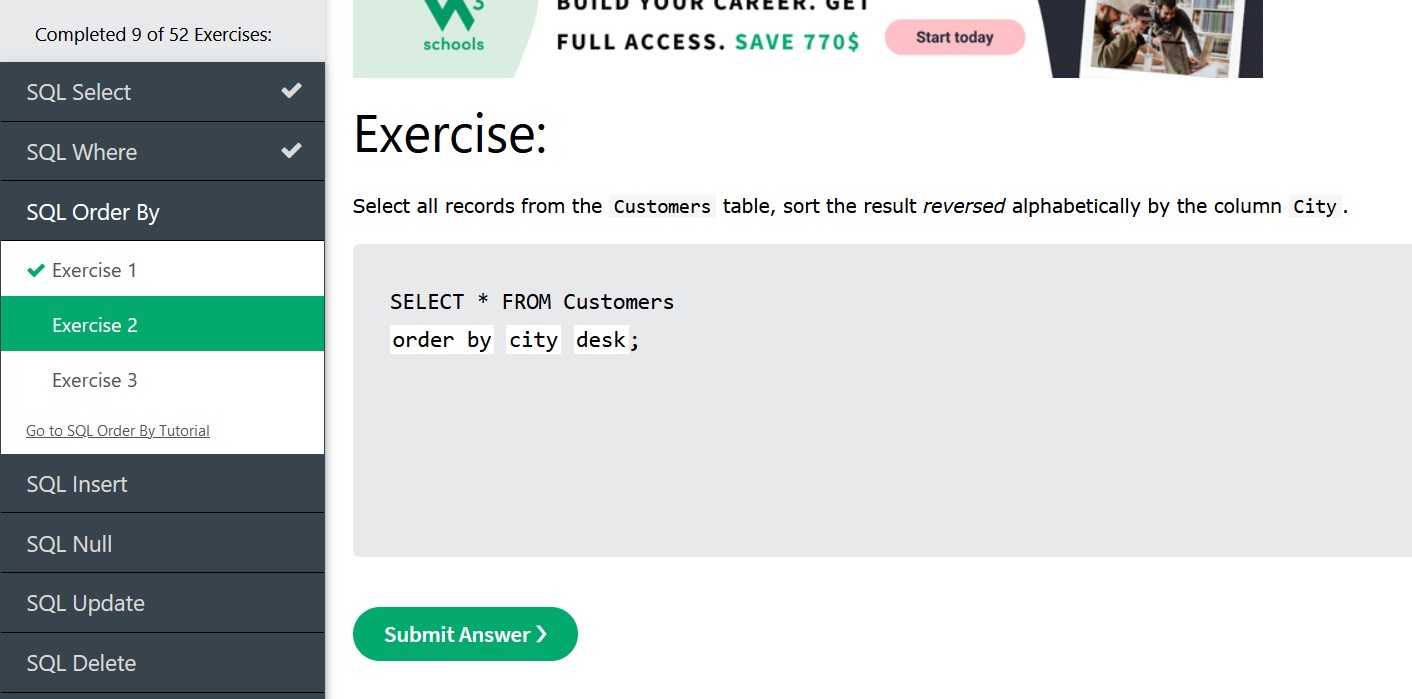 Completed 9 of 52 Exercises:
SQL Select
SQL Where
SQL Order By
Exercise 1
Exercise 2
Exercise 3
Go to SQL Order By Tutorial
SQL Insert
SQL Null
SQL Update
SQL Delete
3
schools
BUILD YOUR CAREER. GET
FULL ACCESS. SAVE 770$
Start today
Exercise:
Select all records from the Customers table, sort the result reversed alphabetically by the column City.
SELECT * FROM Customers
order by city desk;
Submit Answer ❯